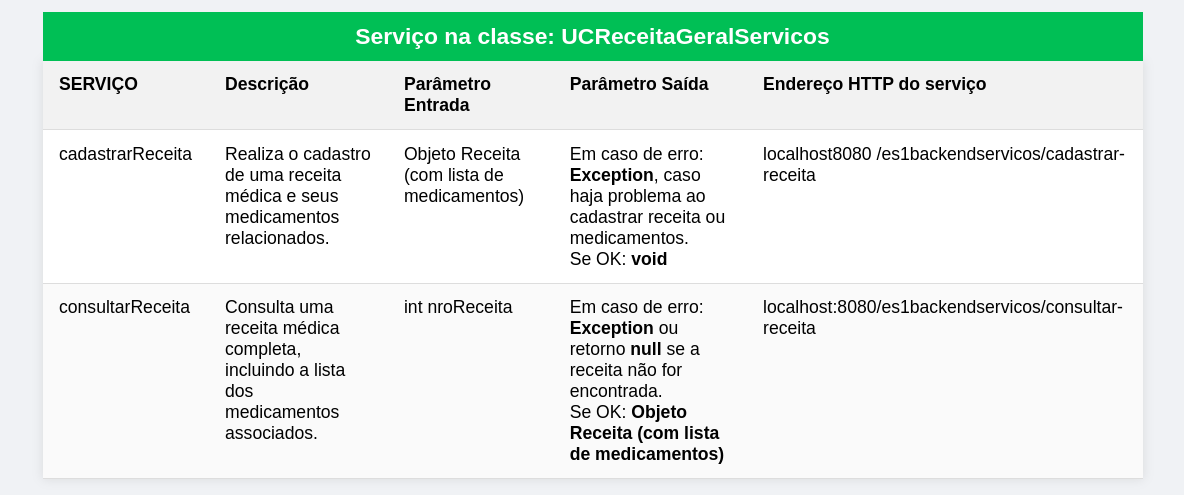 Serviço na classe: UCReceitaGeralServicos
SERVIÇO
Descrição
Parâmetro
Entrada
Parâmetro Saída
Endereço HTTP do serviço
cadastrarReceita
Realiza o cadastro
de uma receita
médica e seus
medicamentos
relacionados.
Objeto Receita
(com lista de
medicamentos)
Em caso de erro:
Exception, caso
haja problema ao
cadastrar receita ou
medicamentos.
Se OK: void
localhost8080 /es1backendservicos/cadastrar-
receita
consultarReceita
Consulta uma
receita médica
completa,
incluindo a lista
dos
medicamentos
associados.
int nroReceita
Em caso de erro:
Exception ou
retorno null se a
receita não for
encontrada.
Se OK: Objeto
Receita (com lista
de medicamentos)
localhost:8080/es1backendservicos/consultar-
receita